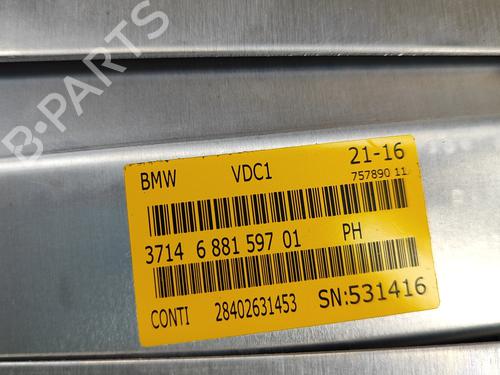 B-PARTS
BMW VDC1 21-16
757890 11
3714 6 881 597 01 PH
CONTI 28402631453 SN:531416